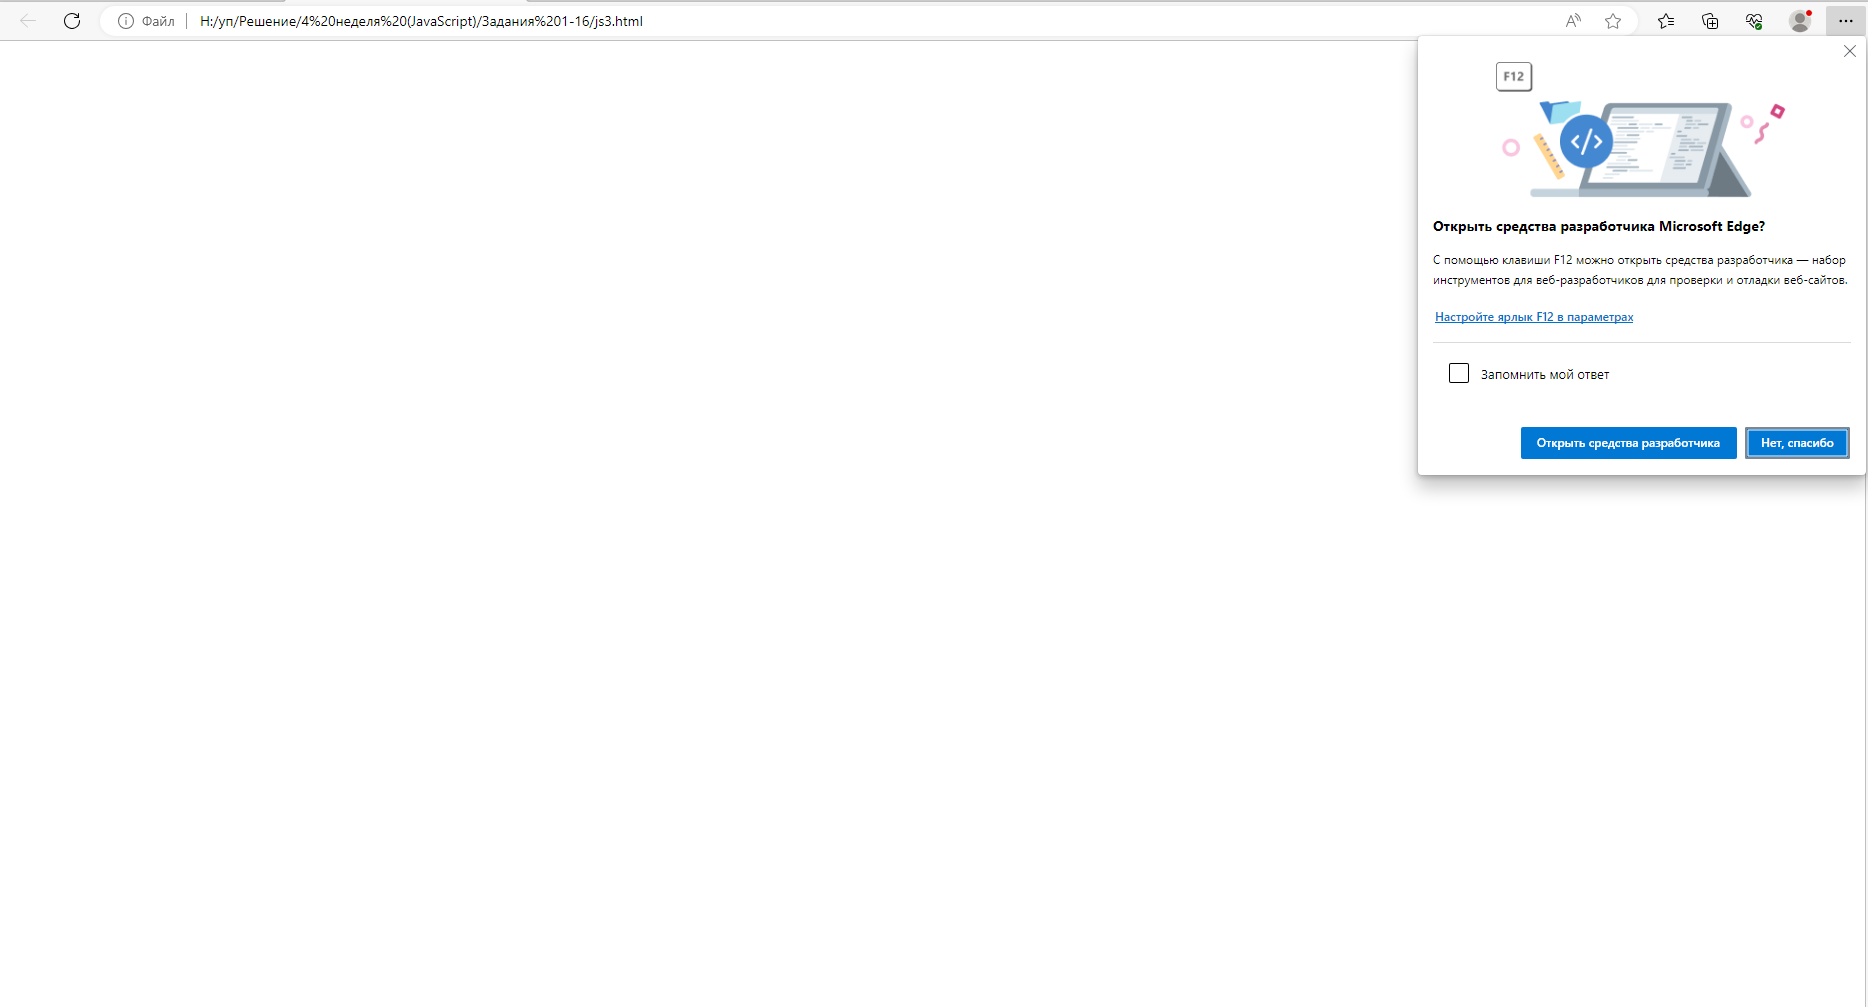 Файл
H:/уп/Решение/4%20неделя%20(JavaScript)/Задания%201-16/js3.html
F12
Открыть средства разработчика Microsoft Edge?
С помощью клавиши F12 можно открыть средства разработчика — набор
инструментов для веб-разработчиков для проверки и отладки веб-сайтов.
Настройте ярлык F12 в параметрах
Запомнить мой ответ
Открыть средства разработчика
Нет, спасибо